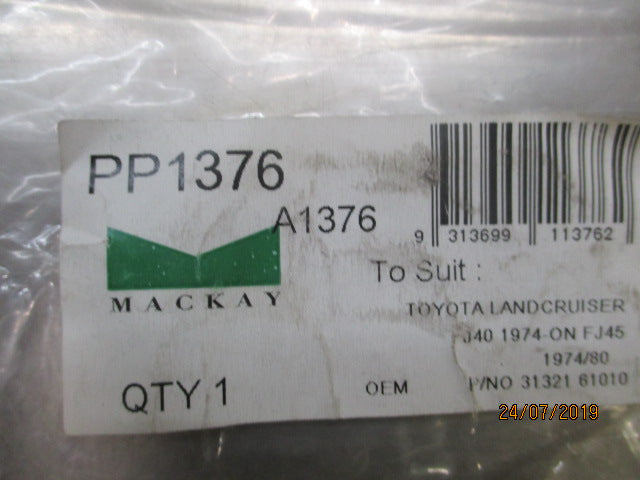 PP1376
A1376
MACKAY
9 313699 113762
To Suit :
TOYOTA LANDCRUISER
J40 1974-ON FJ45
1974/80
QTY 1
OEM P/NO 31321 61010
24/07/2019